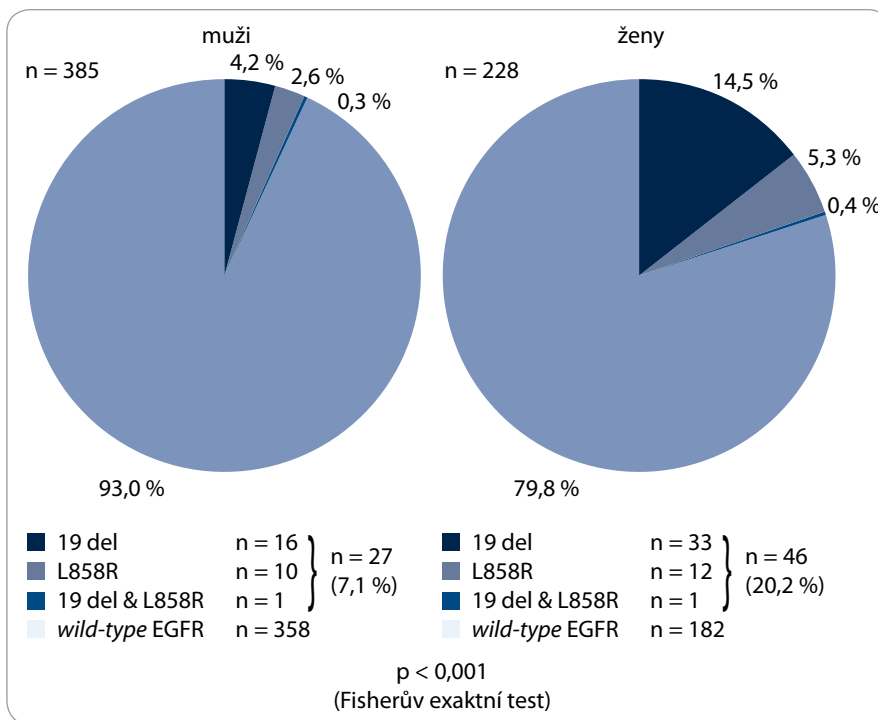 muži
n = 385
4,2 %
2,6 %
0,3 %
93,0 %
19 del n = 16
L858R n = 10
19 del & L858R n = 1
wild-type EGFR n = 358
n = 27
(7,1 %)
ženy
n = 228
14,5 %
5,3 %
0,4 %
79,8 %
19 del n = 33
L858R n = 12
19 del & L858R n = 1
wild-type EGFR n = 182
n = 46
(20,2 %)
p < 0,001
(Fisherův exaktní test)